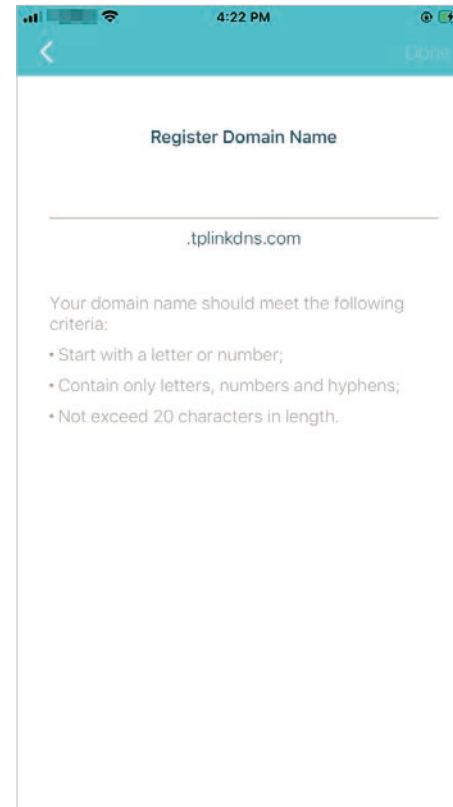 4:22 PM
Done
Register Domain Name
.tplinkdns.com
Your domain name should meet the following
criteria:
• Start with a letter or number;
• Contain only letters, numbers and hyphens;
• Not exceed 20 characters in length.